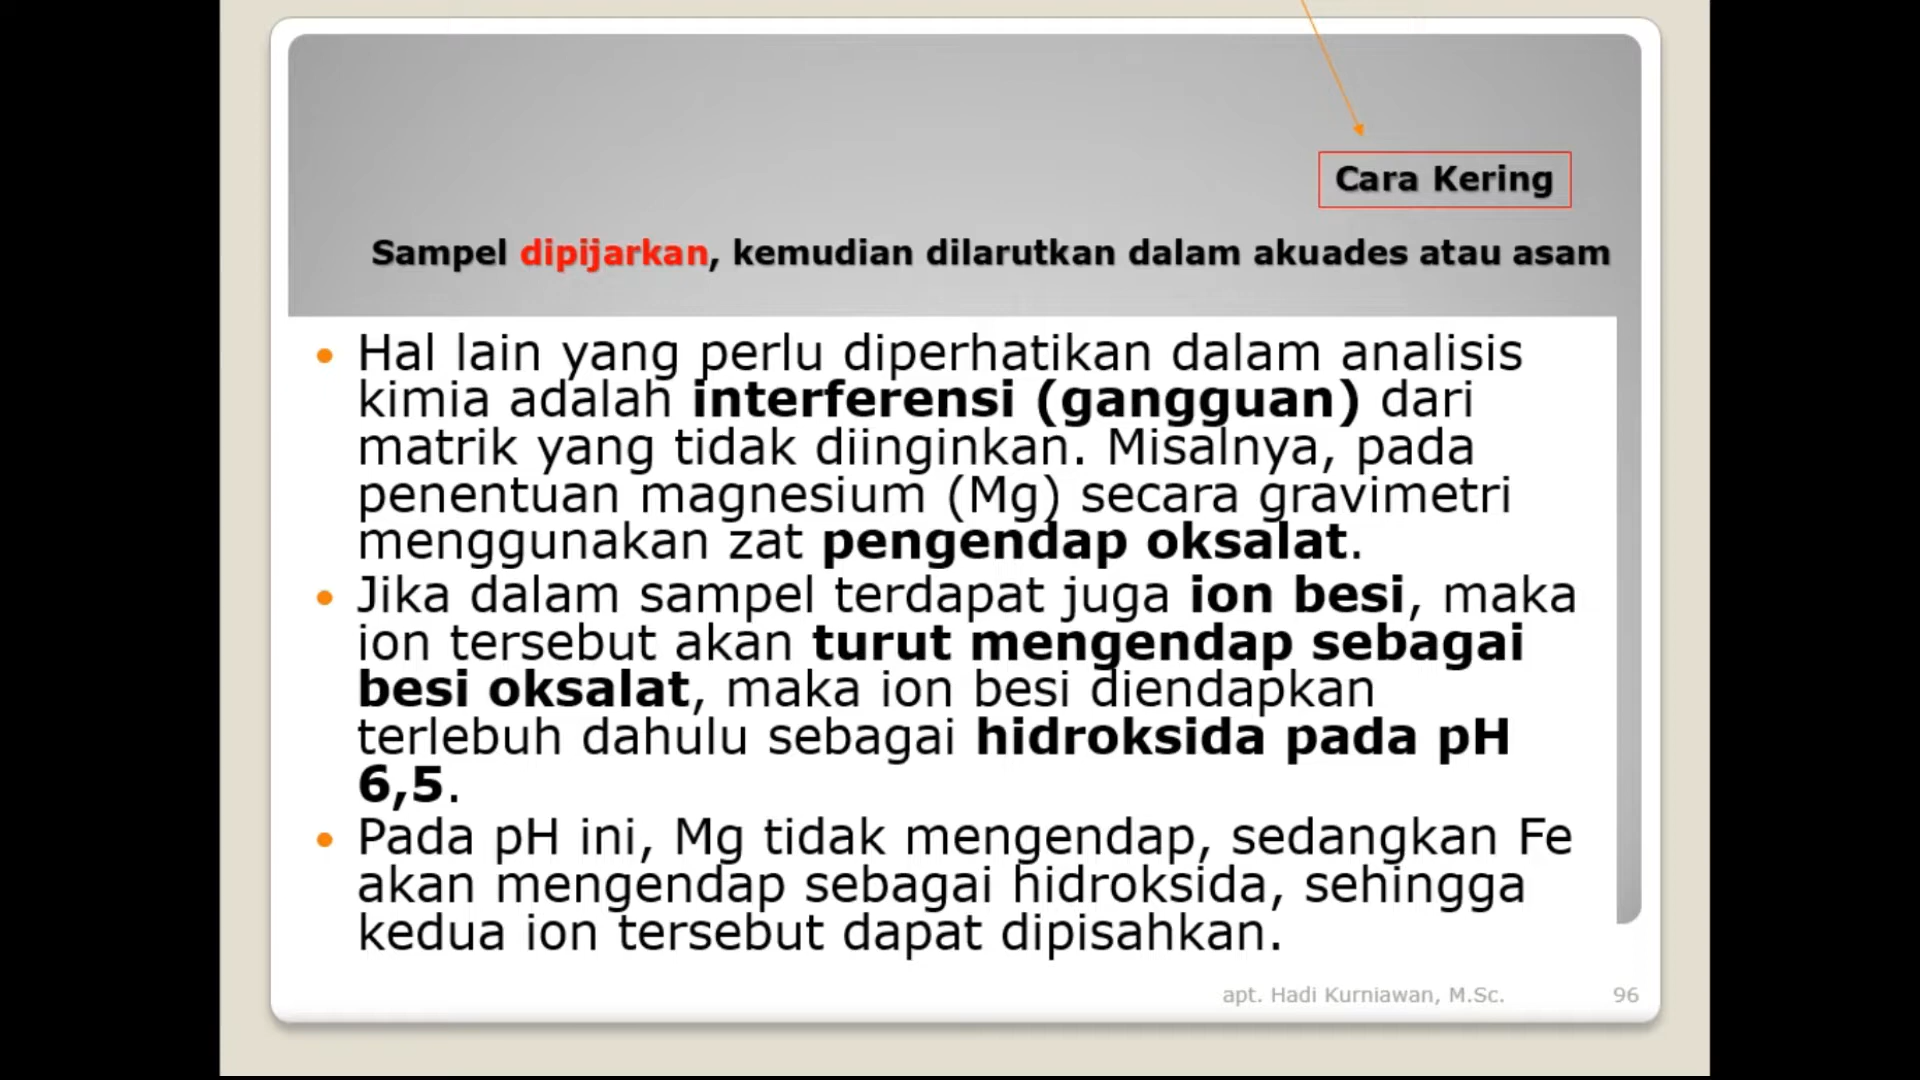 Cara Kering
Sampel dipijarkan, kemudian dilarutkan dalam akuades atau asam
• Hal lain yang perlu diperhatikan dalam analisis
kimia adalah interferensi (gangguan) dari
matrik yang tidak diinginkan. Misalnya, pada
penentuan magnesium (Mg) secara gravimetri
menggunakan zat pengendap oksalat.
• Jika dalam sampel terdapat juga ion besi, maka
ion tersebut akan turut mengendap sebagai
besi oksalat, maka ion besi diendapkan
terlebuh dahulu sebagai hidroksida pada pH
6,5.
• Pada pH ini, Mg tidak mengendap, sedangkan Fe
akan mengendap sebagai hidroksida, sehingga
kedua ion tersebut dapat dipisahkan.
apt. Hadi Kurniawan, M.Sc. 96